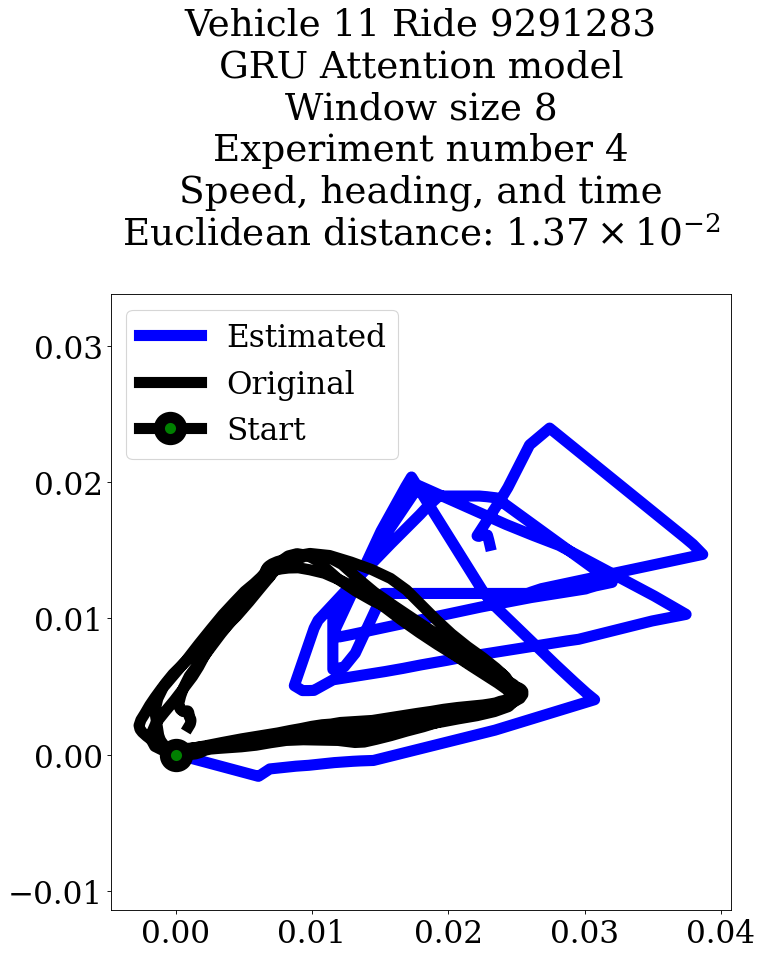 Vehicle 11 Ride 9291283
GRU Attention model
Window size 8
Experiment number 4
Speed, heading, and time
Euclidean distance: 1.37 × 10⁻²
Estimated
Original
Start
0.03
0.02
0.01
0.00
−0.01
0.00 0.01 0.02 0.03 0.04